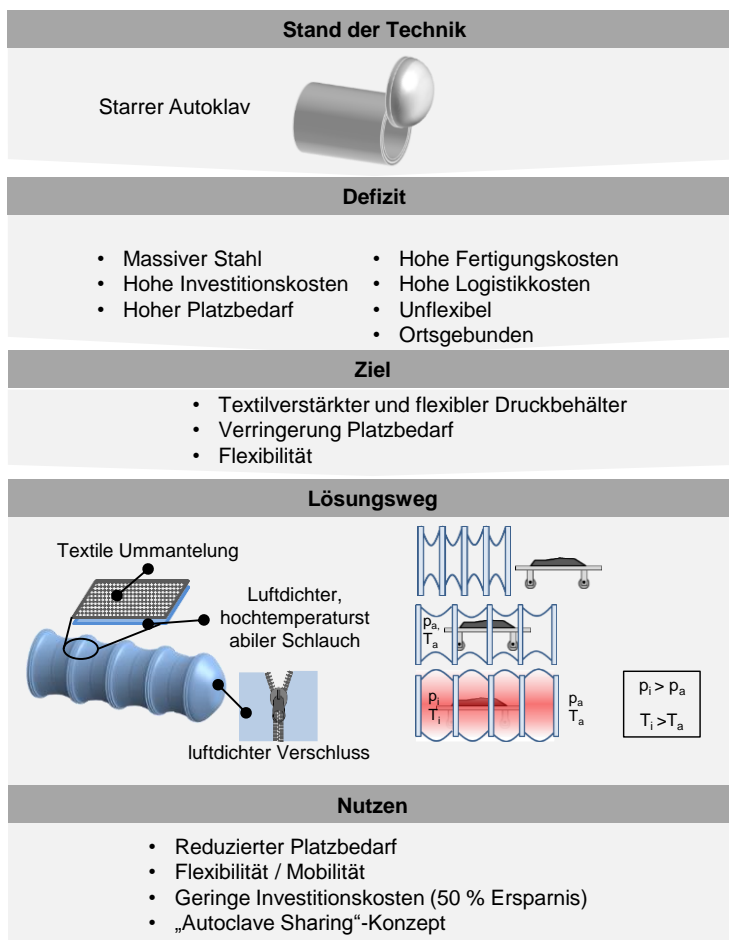 Stand der Technik
Starrer Autoklav
Defizit
• Massiver Stahl
• Hohe Investitionskosten
• Hoher Platzbedarf
• Hohe Fertigungskosten
• Hohe Logistikkosten
• Unflexibel
• Ortsgebunden
Ziel
• Textilverstärkter und flexibler Druckbehälter
• Verringerung Platzbedarf
• Flexibilität
Lösungsweg
Textile Ummantelung
Luftdichter,
hochtemperaturst
abiler Schlauch
luftdichter Verschluss
pa,
Ta
pi
Ti
pa
Ta
pi > pa
Ti >Ta
Nutzen
• Reduzierter Platzbedarf
• Flexibilität / Mobilität
• Geringe Investitionskosten (50 % Ersparnis)
• „Autoclave Sharing“-Konzept